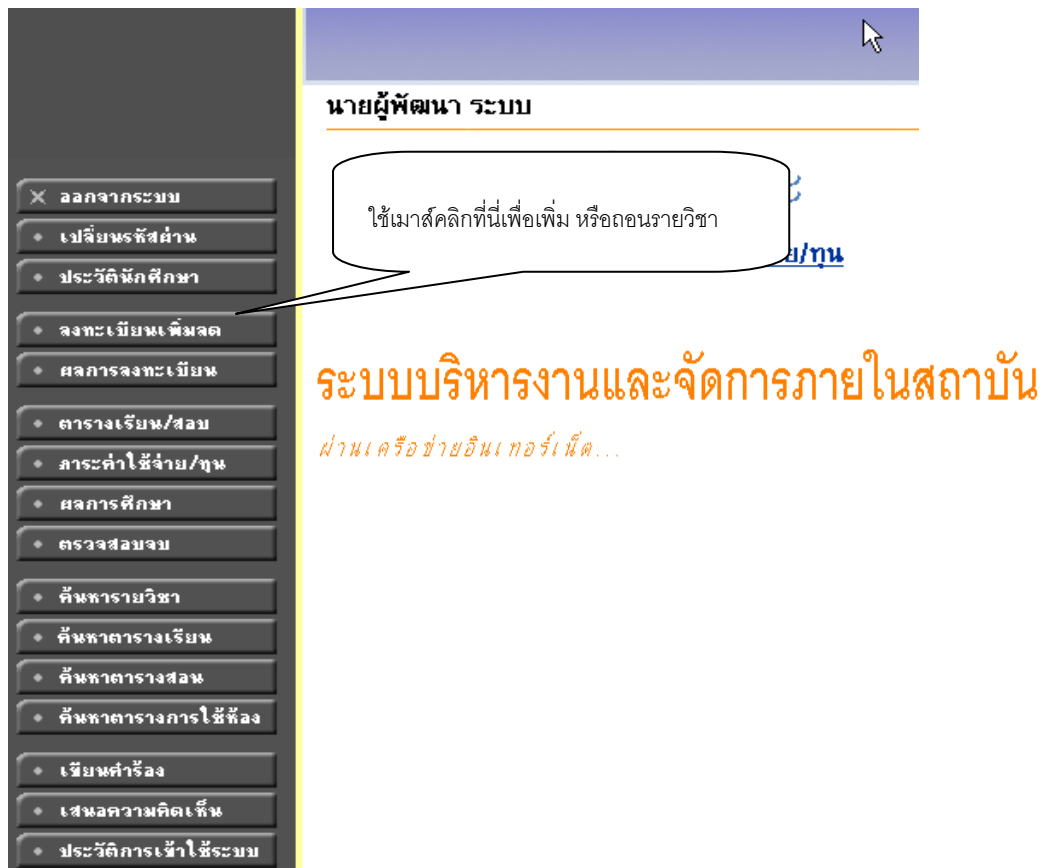 นายผู้พัฒนา ระบบ
ออกจากระบบ
เปลี่ยนรหัสผ่าน
ประวัตินักศึกษา
ลงทะเบียนเพิ่มลด
ผลการลงทะเบียน
ตารางเรียน/สอบ
ภาระค่าใช้จ่าย/ทุน
ผลการศึกษา
ตรวจสอบจบ
ค้นหารายวิชา
ค้นหาตารางเรียน
ค้นหาตารางสอน
ค้นหาตารางการใช้ห้อง
เขียนคำร้อง
เสนอความคิดเห็น
ประวัติการเข้าใช้ระบบ
ใช้เมาส์คลิกที่นี่เพื่อเพิ่ม หรือถอนรายวิชา
ย/ทุน
ระบบบริหารงานและจัดการภายในสถาบัน
ผ่านเครือข่ายอินเทอร์เน็ต...